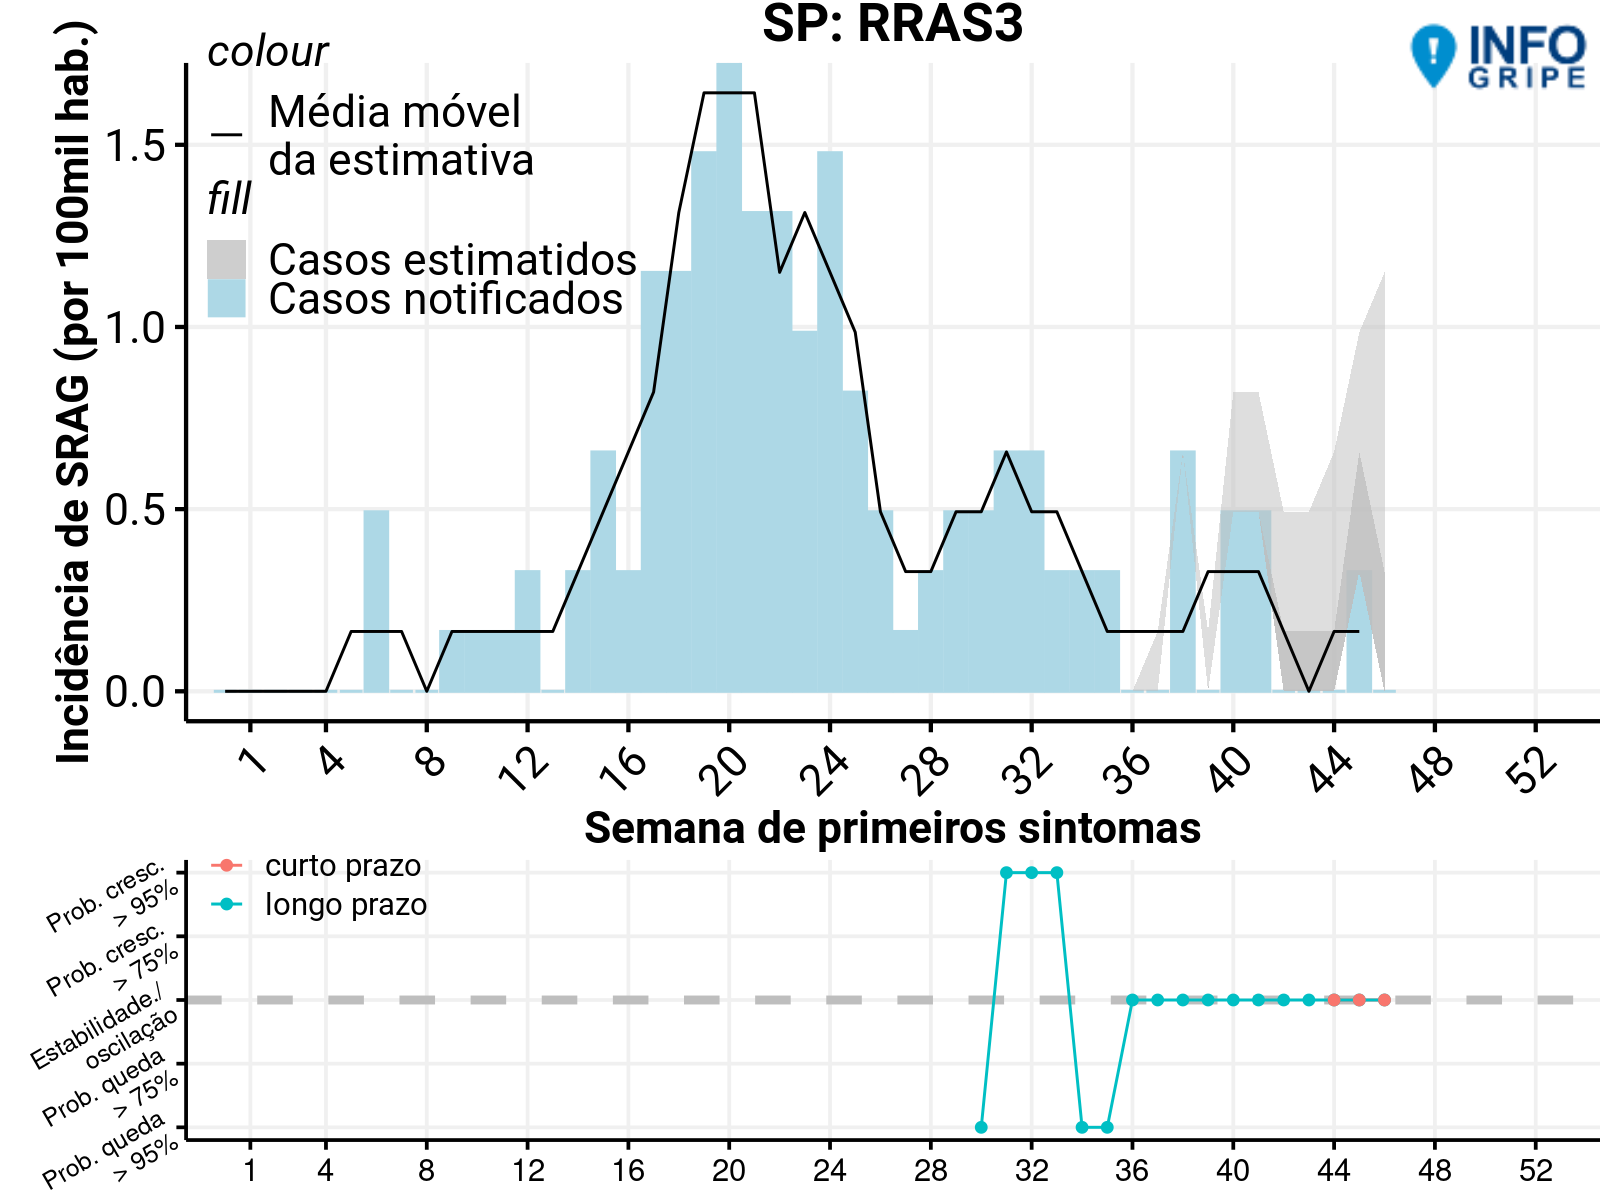 SP: RRAS3
INFO
GRIPE
Incidência de SRAG (por 100mil hab.)
colour
Média móvel
da estimativa
fill
Casos estimatidos
Casos notificados
1.5
1.0
0.5
0.0
1 4 8 12 16 20 24 28 32 36 40 44 48 52
Semana de primeiros sintomas
curto prazo
longo prazo
Prob. cresc.
> 95%
Prob. cresc.
> 75%
Estabilidade./
oscilação
Prob. queda
> 75%
Prob. queda
> 95%
1 4 8 12 16 20 24 28 32 36 40 44 48 52